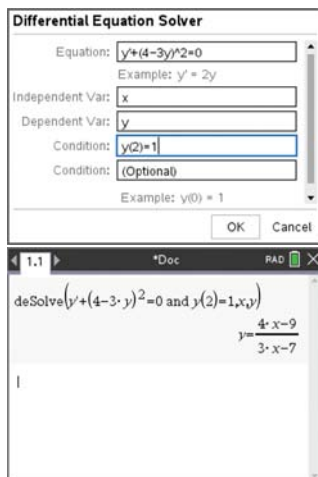 Differential Equation Solver
Equation: y'+(4−3y)^2=0
Example: y' = 2y
Independent Var: x
Dependent Var: y
Condition: y(2)=1
Condition: (Optional)
Example: y(0) = 1
OK Cancel
1.1 *Doc RAD
deSolve(y'+(4−3·y)²=0 and y(2)=1,x,y)
y=(4·x−9)/(3·x−7)